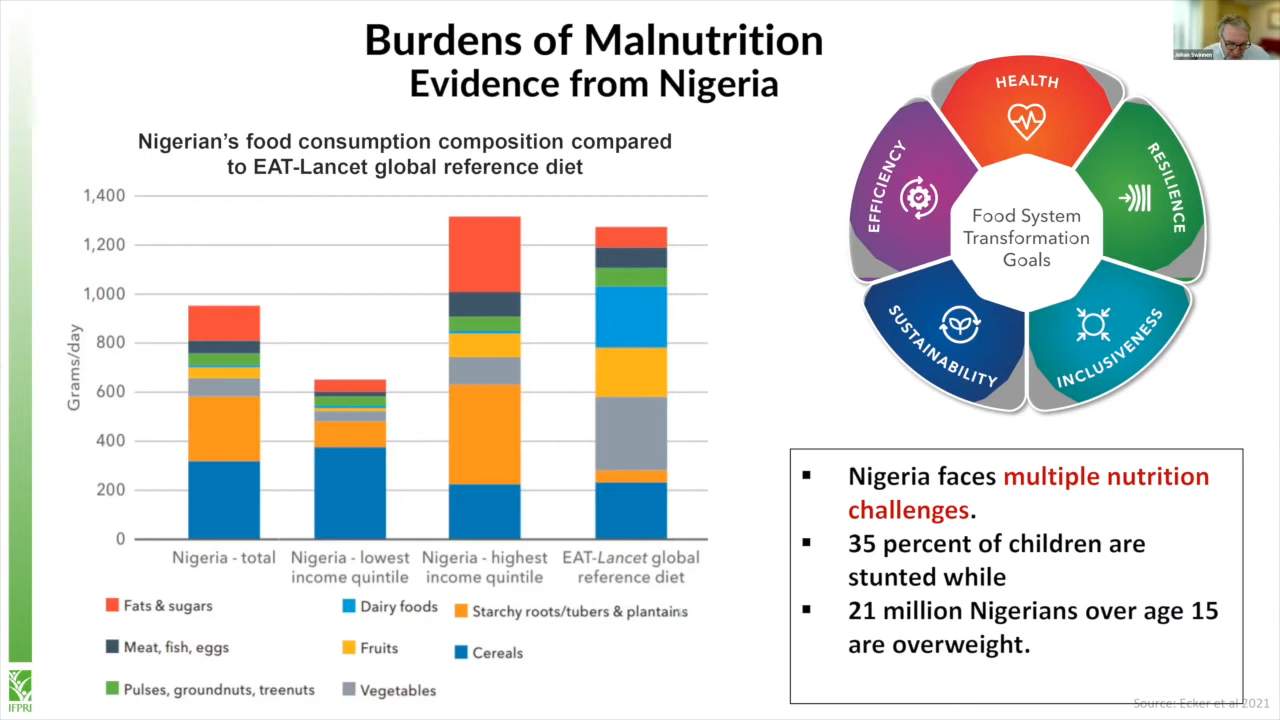 Burdens of Malnutrition
Evidence from Nigeria
Johan Swinnen
Nigerian's food consumption composition compared
to EAT-Lancet global reference diet
1,400
1,200
1,000
800
600
400
200
0
Grams/day
Nigeria - total
Nigeria - lowest
income quintile
Nigeria - highest
income quintile
EAT-Lancet global
reference diet
Fats & sugars
Dairy foods
Starchy roots/tubers & plantains
Meat, fish, eggs
Fruits
Cereals
Pulses, groundnuts, treenuts
Vegetables
HEALTH
RESILIENCE
INCLUSIVENESS
SUSTAINABILITY
EFFICIENCY
Food System
Transformation
Goals
▪ Nigeria faces multiple nutrition
challenges.
▪ 35 percent of children are
stunted while
▪ 21 million Nigerians over age 15
are overweight.
Source: Ecker et al 2021
IFPRI